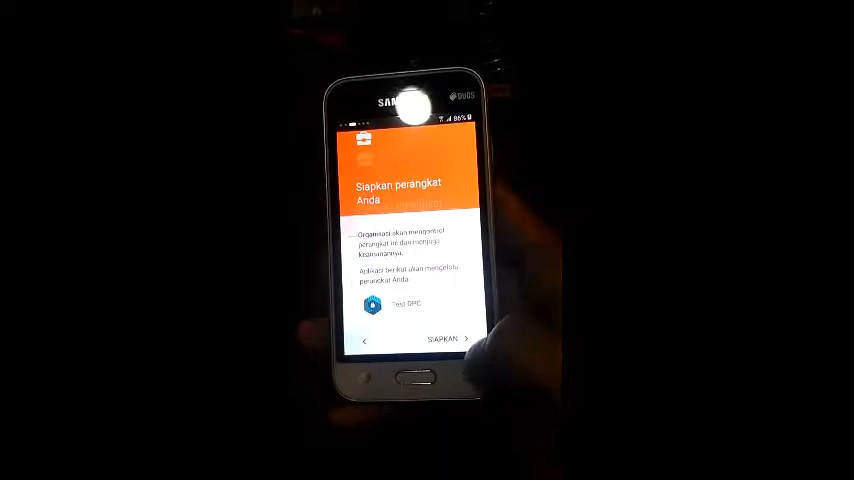 DUOS
86%
Siapkan perangkat
Anda
Organisasi akan mengontrol
perangkat ini dan menjaga
keamanannya.
Aplikasi berikut akan mengelola
perangkat Anda.
Test DPC
SIAPKAN